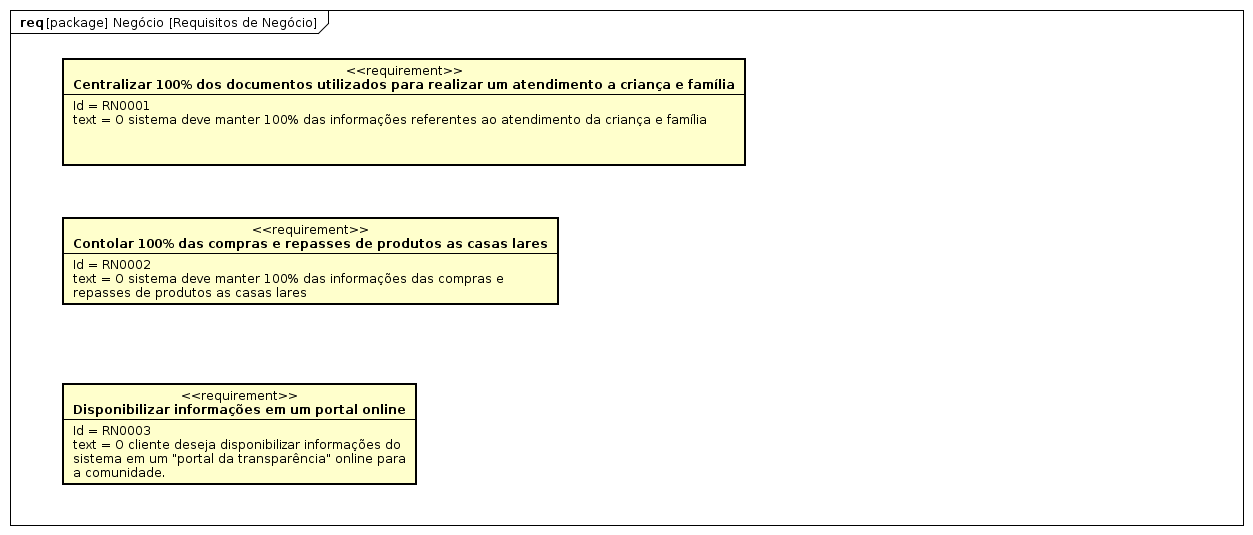 req[package] Negócio [Requisitos de Negócio]
<<requirement>>
Centralizar 100% dos documentos utilizados para realizar um atendimento a criança e família
Id = RN0001
text = O sistema deve manter 100% das informações referentes ao atendimento da criança e família
<<requirement>>
Contolar 100% das compras e repasses de produtos as casas lares
Id = RN0002
text = O sistema deve manter 100% das informações das compras e
repasses de produtos as casas lares
<<requirement>>
Disponibilizar informações em um portal online
Id = RN0003
text = O cliente deseja disponibilizar informações do
sistema em um "portal da transparência" online para
a comunidade.